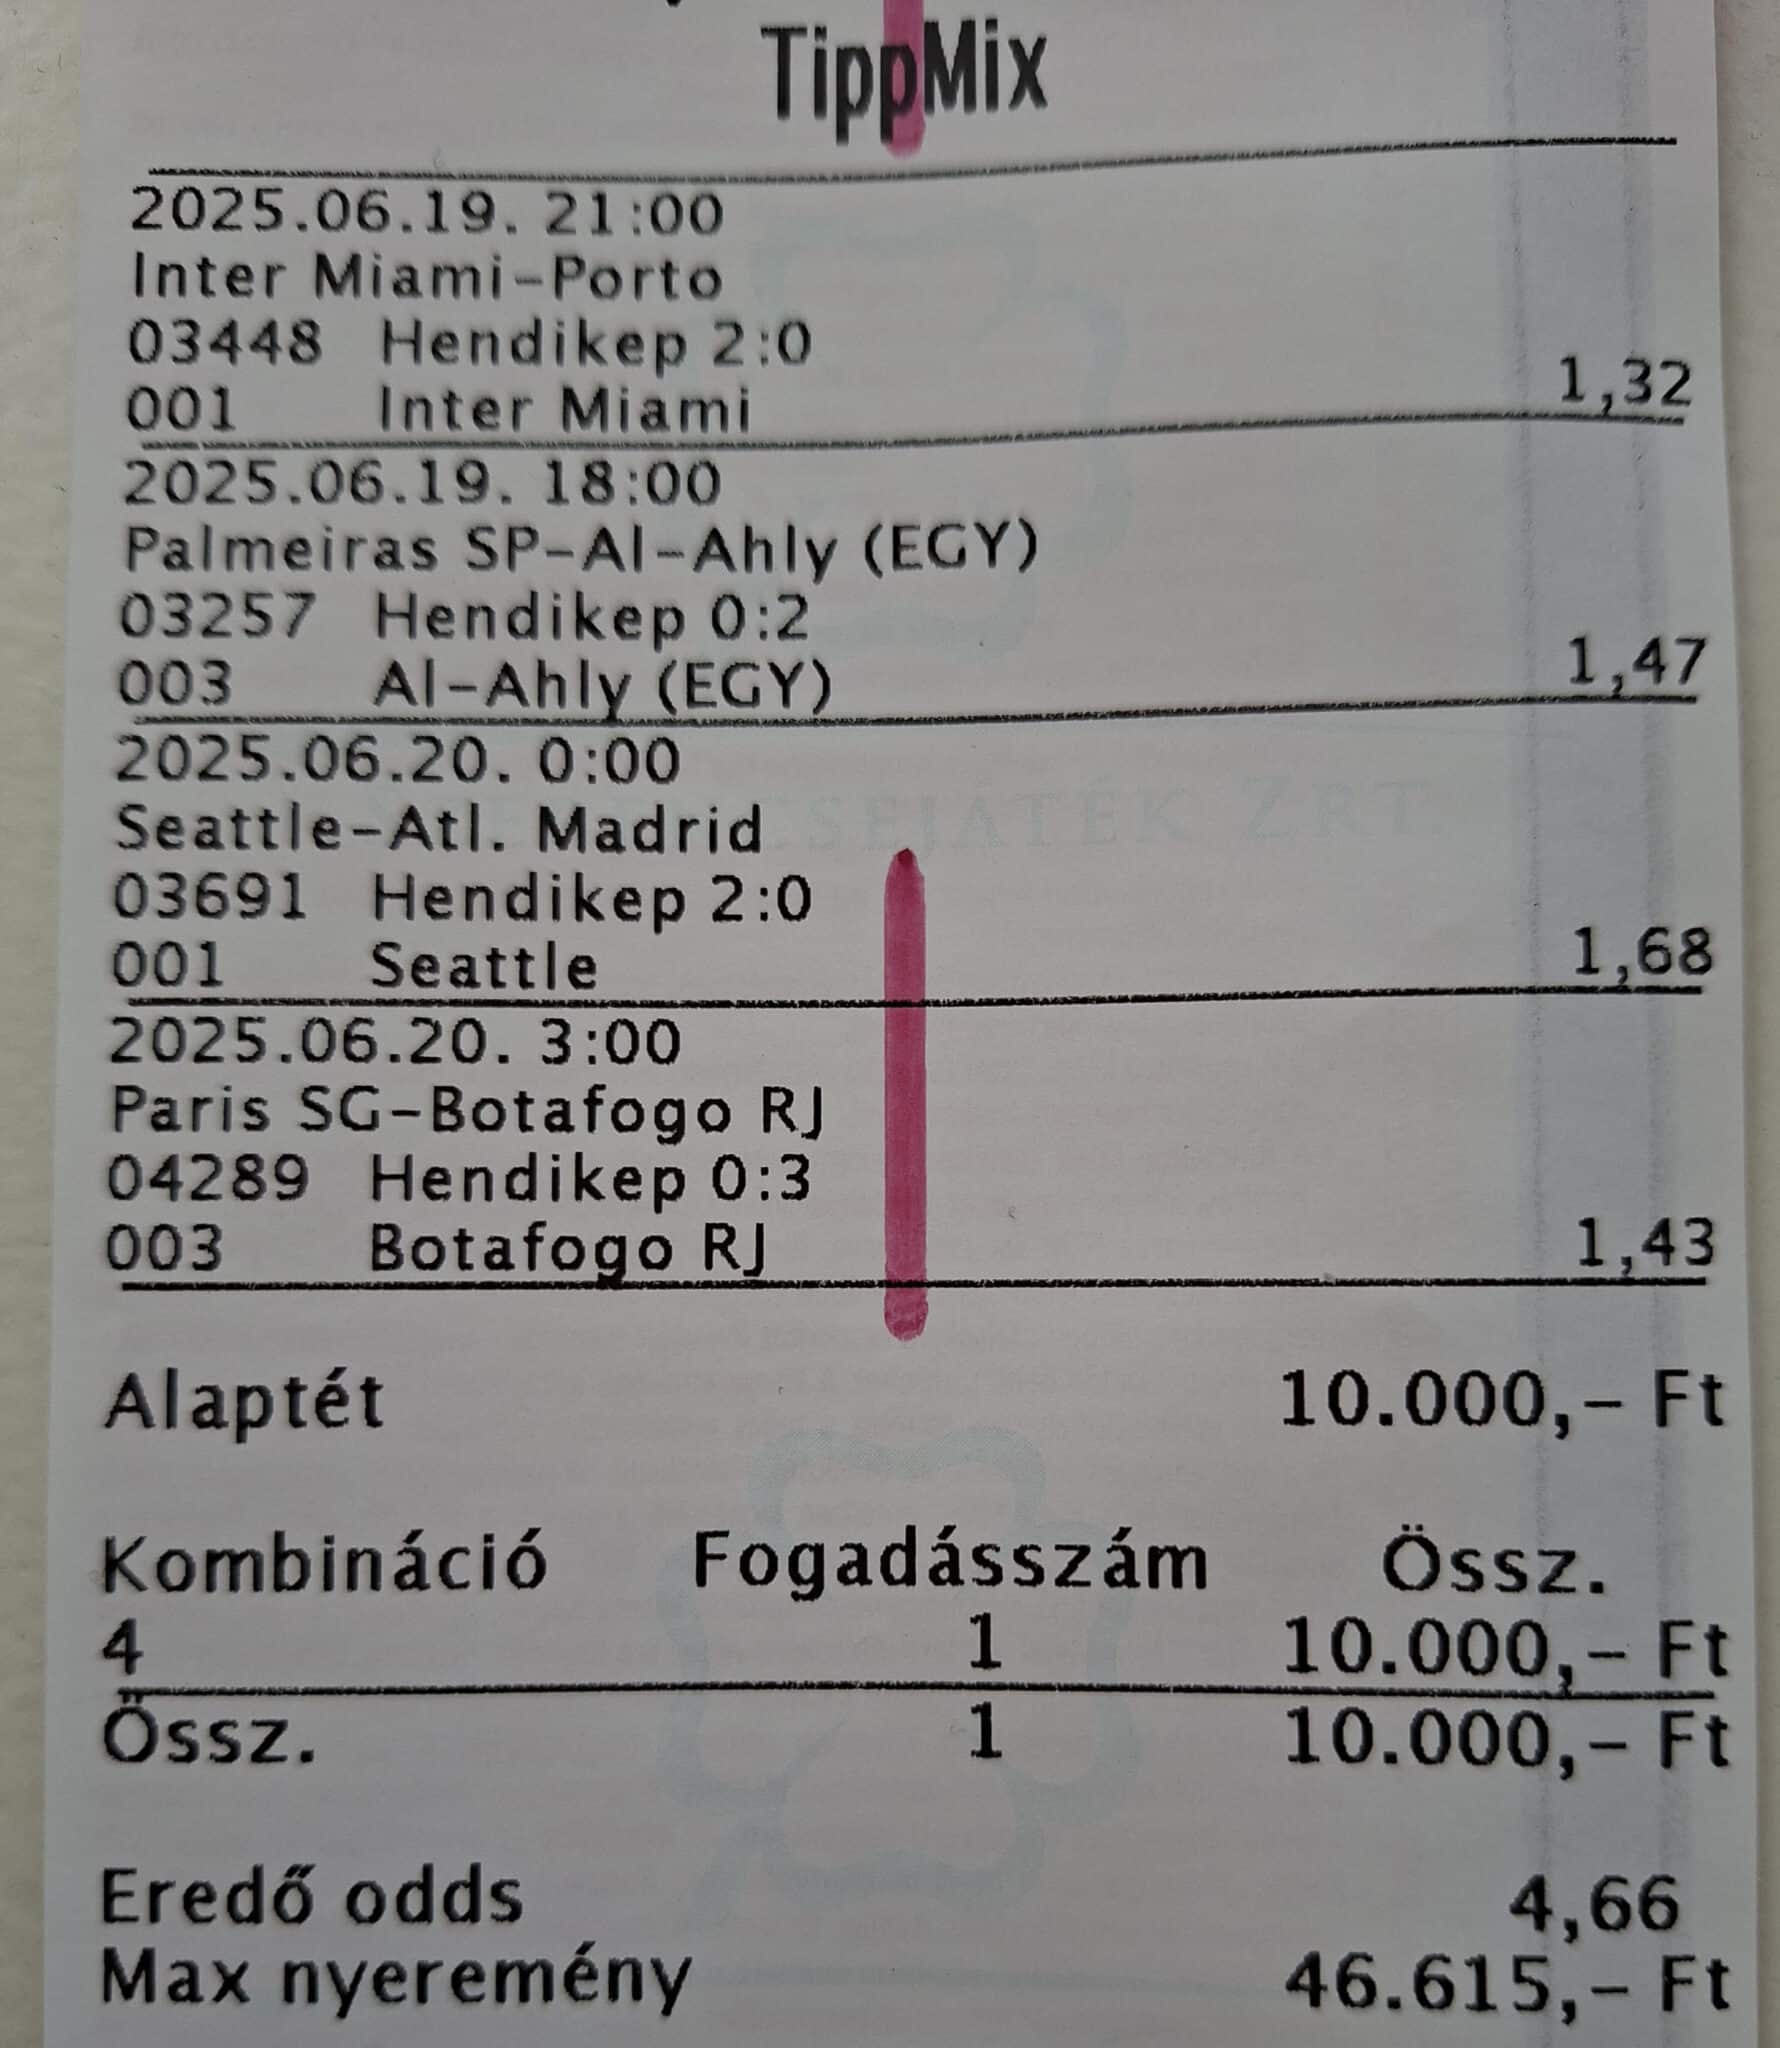 TippMix
2025.06.19. 21:00
Inter Miami-Porto
03448 Hendikep 2:0
001 Inter Miami 1,32
2025.06.19. 18:00
Palmeiras SP-Al-Ahly (EGY)
03257 Hendikep 0:2
003 Al-Ahly (EGY) 1,47
2025.06.20. 0:00
Seattle-Atl. Madrid
03691 Hendikep 2:0
001 Seattle 1,68
2025.06.20. 3:00
Paris SG-Botafogo RJ
04289 Hendikep 0:3
003 Botafogo RJ 1,43
Alaptét 10.000,- Ft
Kombináció Fogadásszám Össz.
4 1 10.000,- Ft
Össz. 1 10.000,- Ft
Eredő odds 4,66
Max nyeremény 46.615,- Ft